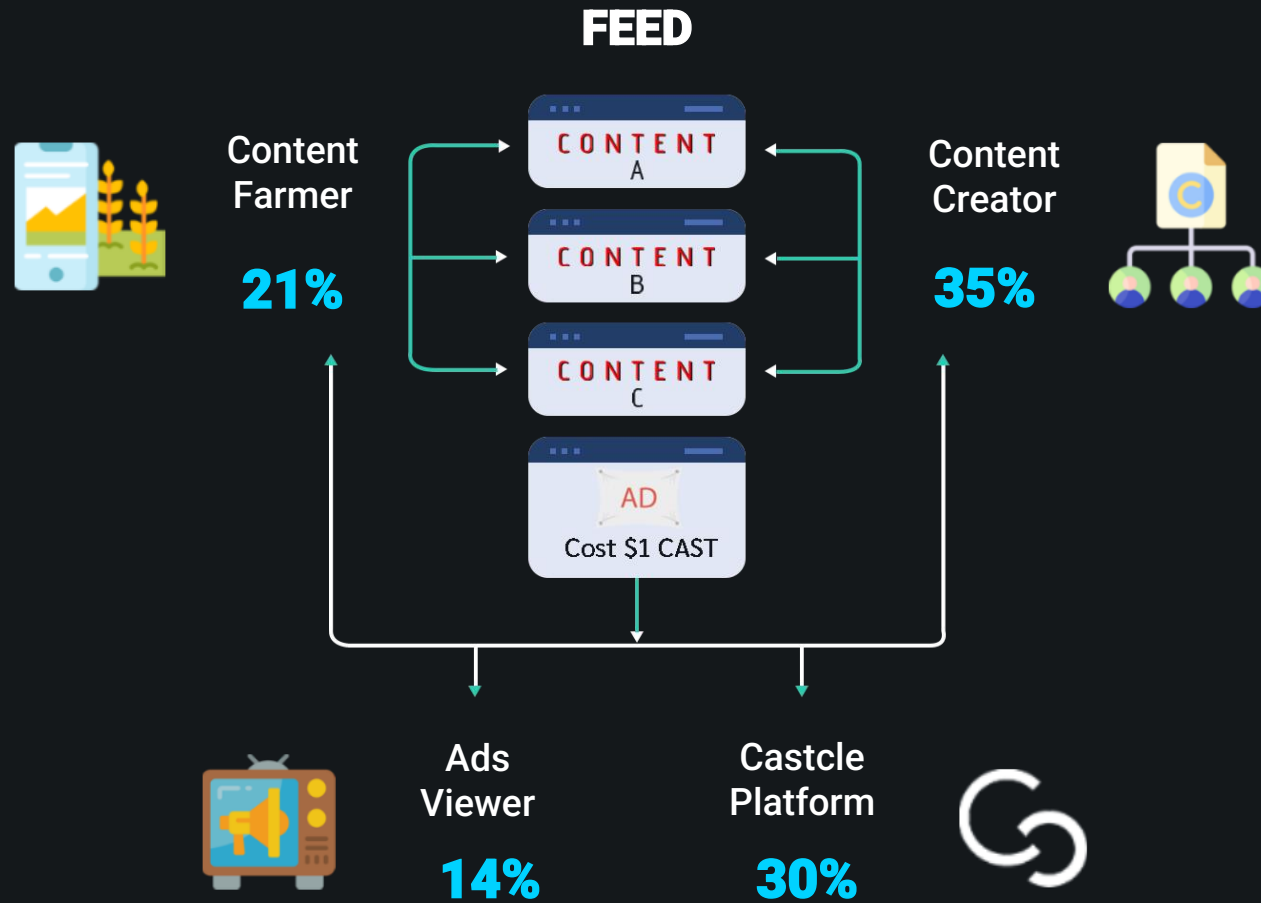 FEED
Content
Farmer
21%
CONTENT
A
CONTENT
B
CONTENT
C
AD
Cost $1 CAST
Content
Creator
35%
Ads
Viewer
14%
Castcle
Platform
30%